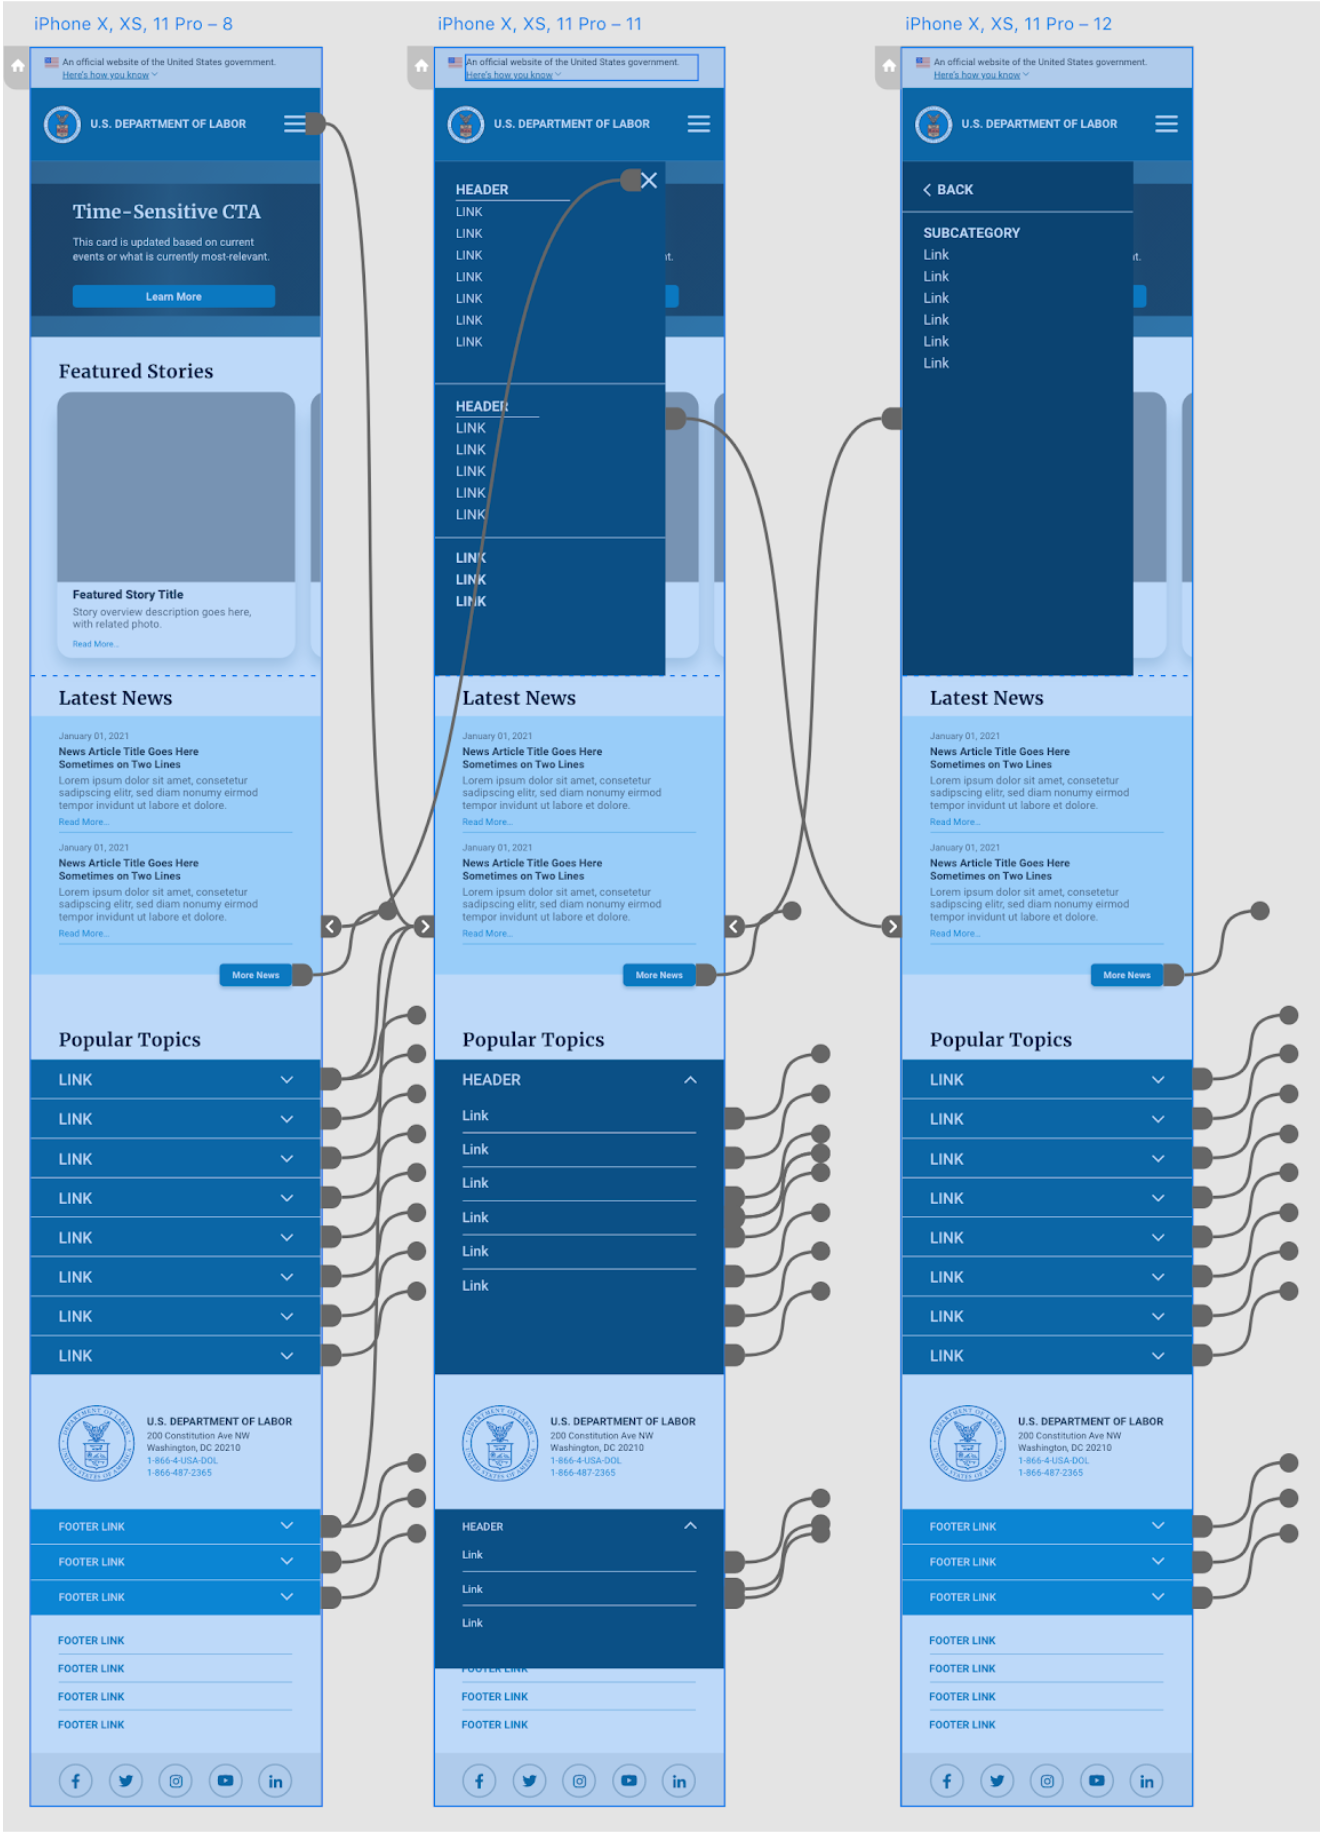 iPhone X, XS, 11 Pro – 8
An official website of the United States government.
Here's how you know
U.S. DEPARTMENT OF LABOR
Time-Sensitive CTA
This card is updated based on current
events or what is currently most-relevant.
Learn More
Featured Stories
Featured Story Title
Story overview description goes here,
with related photo.
Read More...
Latest News
January 01, 2021
News Article Title Goes Here
Sometimes on Two Lines
Lorem ipsum dolor sit amet, consetetur
sadipscing elitr, sed diam nonumy eirmod
tempor invidunt ut labore et dolore.
Read More...
January 01, 2021
News Article Title Goes Here
Sometimes on Two Lines
Lorem ipsum dolor sit amet, consetetur
sadipscing elitr, sed diam nonumy eirmod
tempor invidunt ut labore et dolore.
Read More...
More News
Popular Topics
LINK
LINK
LINK
LINK
LINK
LINK
LINK
LINK
U.S. DEPARTMENT OF LABOR
200 Constitution Ave NW
Washington, DC 20210
1-866-4-USA-DOL
1-866-487-2365
FOOTER LINK
FOOTER LINK
FOOTER LINK
FOOTER LINK
FOOTER LINK
FOOTER LINK
FOOTER LINK
iPhone X, XS, 11 Pro – 11
An official website of the United States government.
Here's how you know
U.S. DEPARTMENT OF LABOR
HEADER
LINK
LINK
LINK
LINK
LINK
LINK
LINK
nt.
HEADER
LINK
LINK
LINK
LINK
LINK
LINK
LINK
LINK
Latest News
January 01, 2021
News Article Title Goes Here
Sometimes on Two Lines
Lorem ipsum dolor sit amet, consetetur
sadipscing elitr, sed diam nonumy eirmod
tempor invidunt ut labore et dolore.
Read More...
January 01, 2021
News Article Title Goes Here
Sometimes on Two Lines
Lorem ipsum dolor sit amet, consetetur
sadipscing elitr, sed diam nonumy eirmod
tempor invidunt ut labore et dolore.
Read More...
More News
Popular Topics
HEADER
Link
Link
Link
Link
Link
Link
U.S. DEPARTMENT OF LABOR
200 Constitution Ave NW
Washington, DC 20210
1-866-4-USA-DOL
1-866-487-2365
HEADER
Link
Link
Link
FOOTER LINK
FOOTER LINK
FOOTER LINK
iPhone X, XS, 11 Pro – 12
An official website of the United States government.
Here's how you know
U.S. DEPARTMENT OF LABOR
BACK
SUBCATEGORY
Link
Link
Link
Link
Link
Link
nt.
Latest News
January 01, 2021
News Article Title Goes Here
Sometimes on Two Lines
Lorem ipsum dolor sit amet, consetetur
sadipscing elitr, sed diam nonumy eirmod
tempor invidunt ut labore et dolore.
Read More...
January 01, 2021
News Article Title Goes Here
Sometimes on Two Lines
Lorem ipsum dolor sit amet, consetetur
sadipscing elitr, sed diam nonumy eirmod
tempor invidunt ut labore et dolore.
Read More...
More News
Popular Topics
LINK
LINK
LINK
LINK
LINK
LINK
LINK
LINK
U.S. DEPARTMENT OF LABOR
200 Constitution Ave NW
Washington, DC 20210
1-866-4-USA-DOL
1-866-487-2365
FOOTER LINK
FOOTER LINK
FOOTER LINK
FOOTER LINK
FOOTER LINK
FOOTER LINK
FOOTER LINK